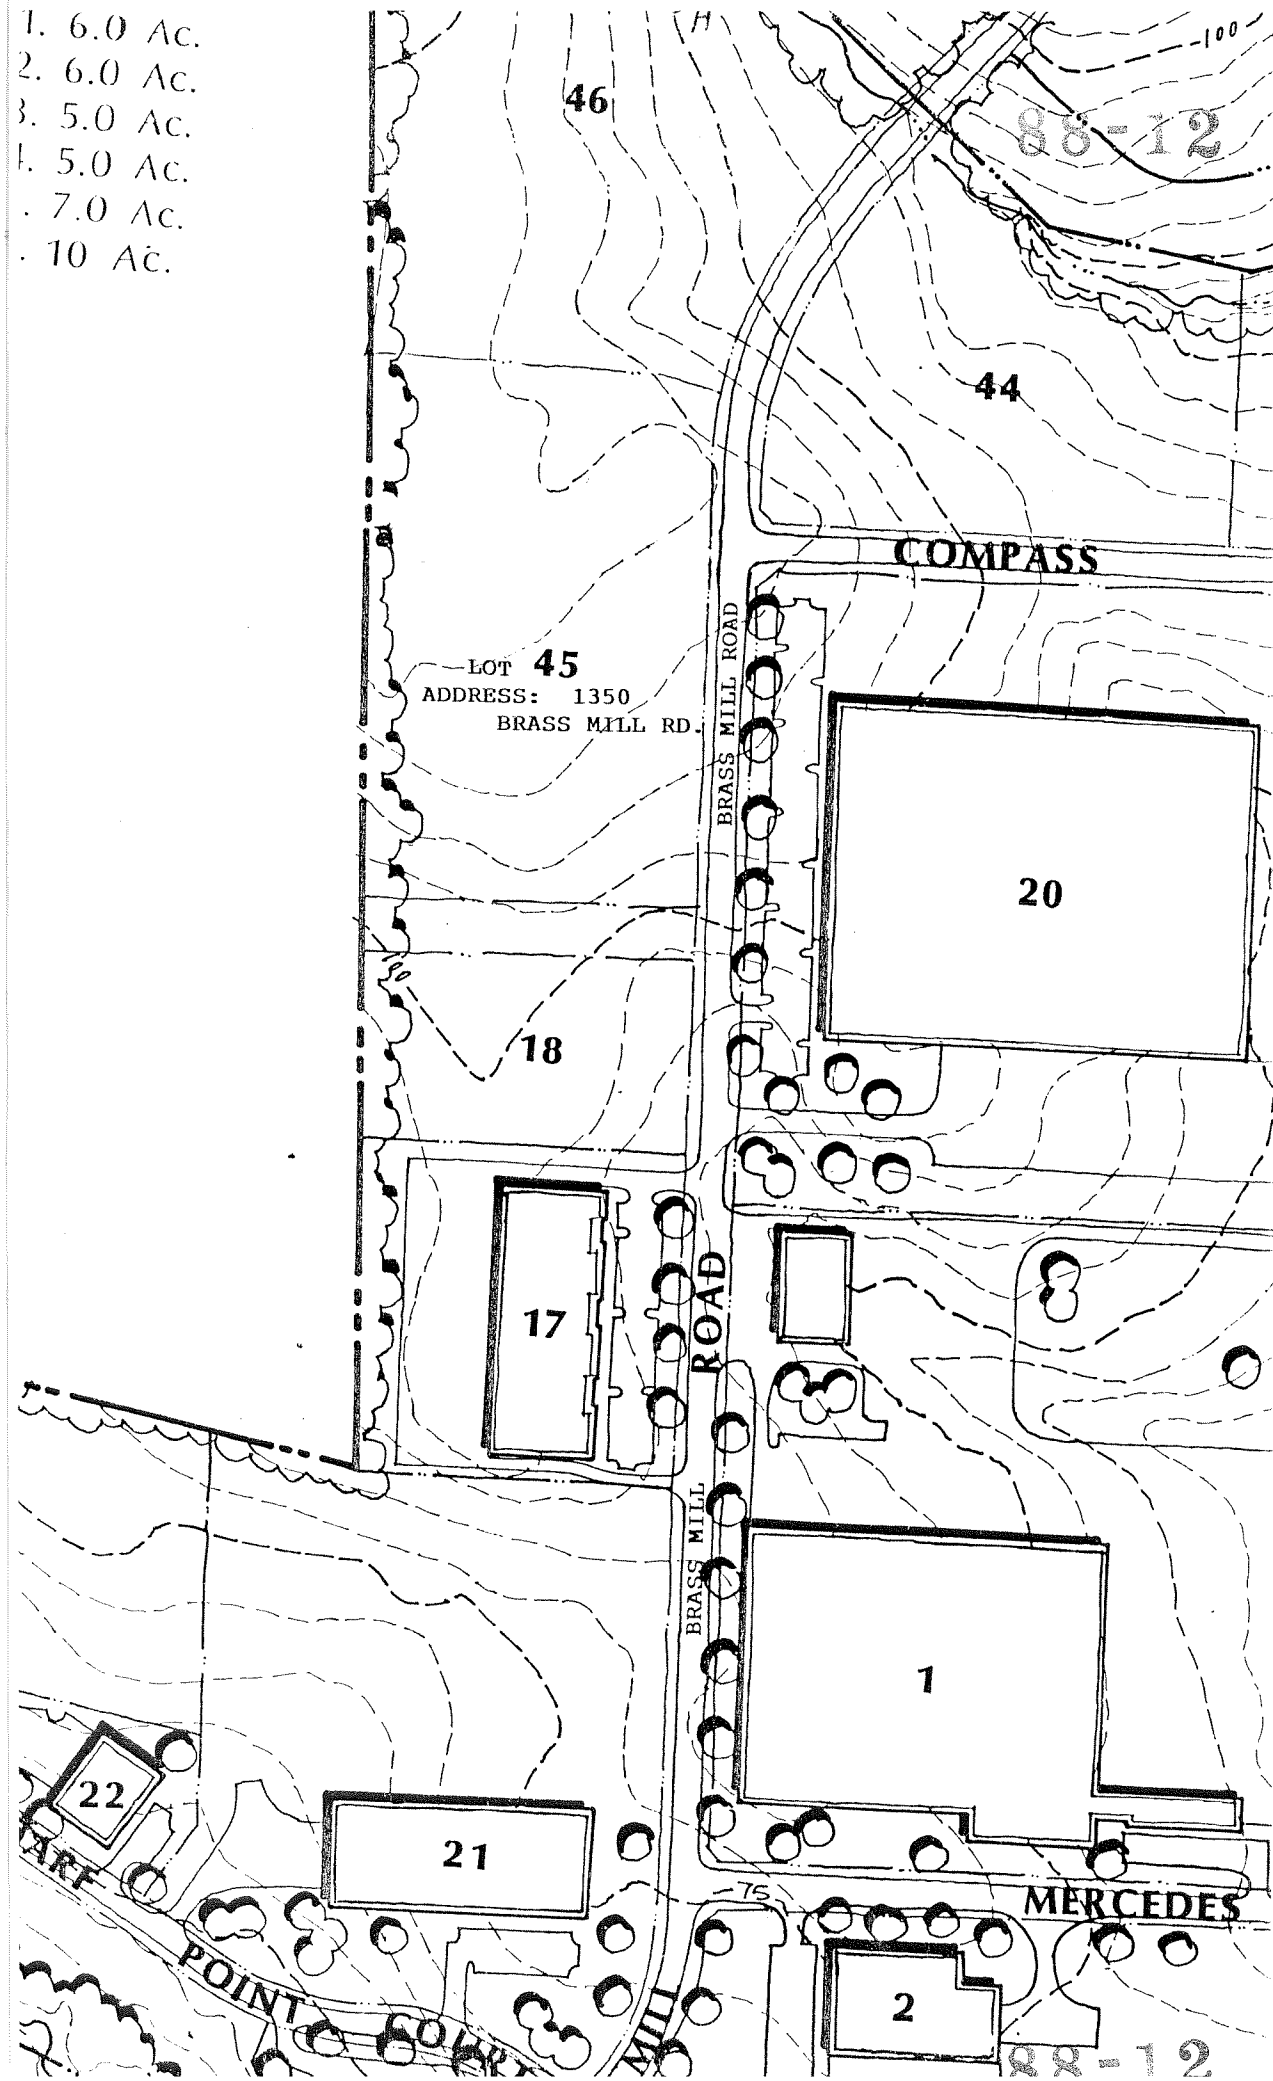 1. 6.0 Ac.
2. 6.0 Ac.
3. 5.0 Ac.
5.0 Ac.
. 7.0 Ac.
. 10 Ac.
46
100
88-12
44
COMPASS
LOT 45
ADDRESS: 1350
BRASS MILL RD.
BRASS MILL ROAD
20
18
17
ROAD
BRASS MILL
1
22
21
75
MERCEDES
POINT
COURT
MILL
2
88-12